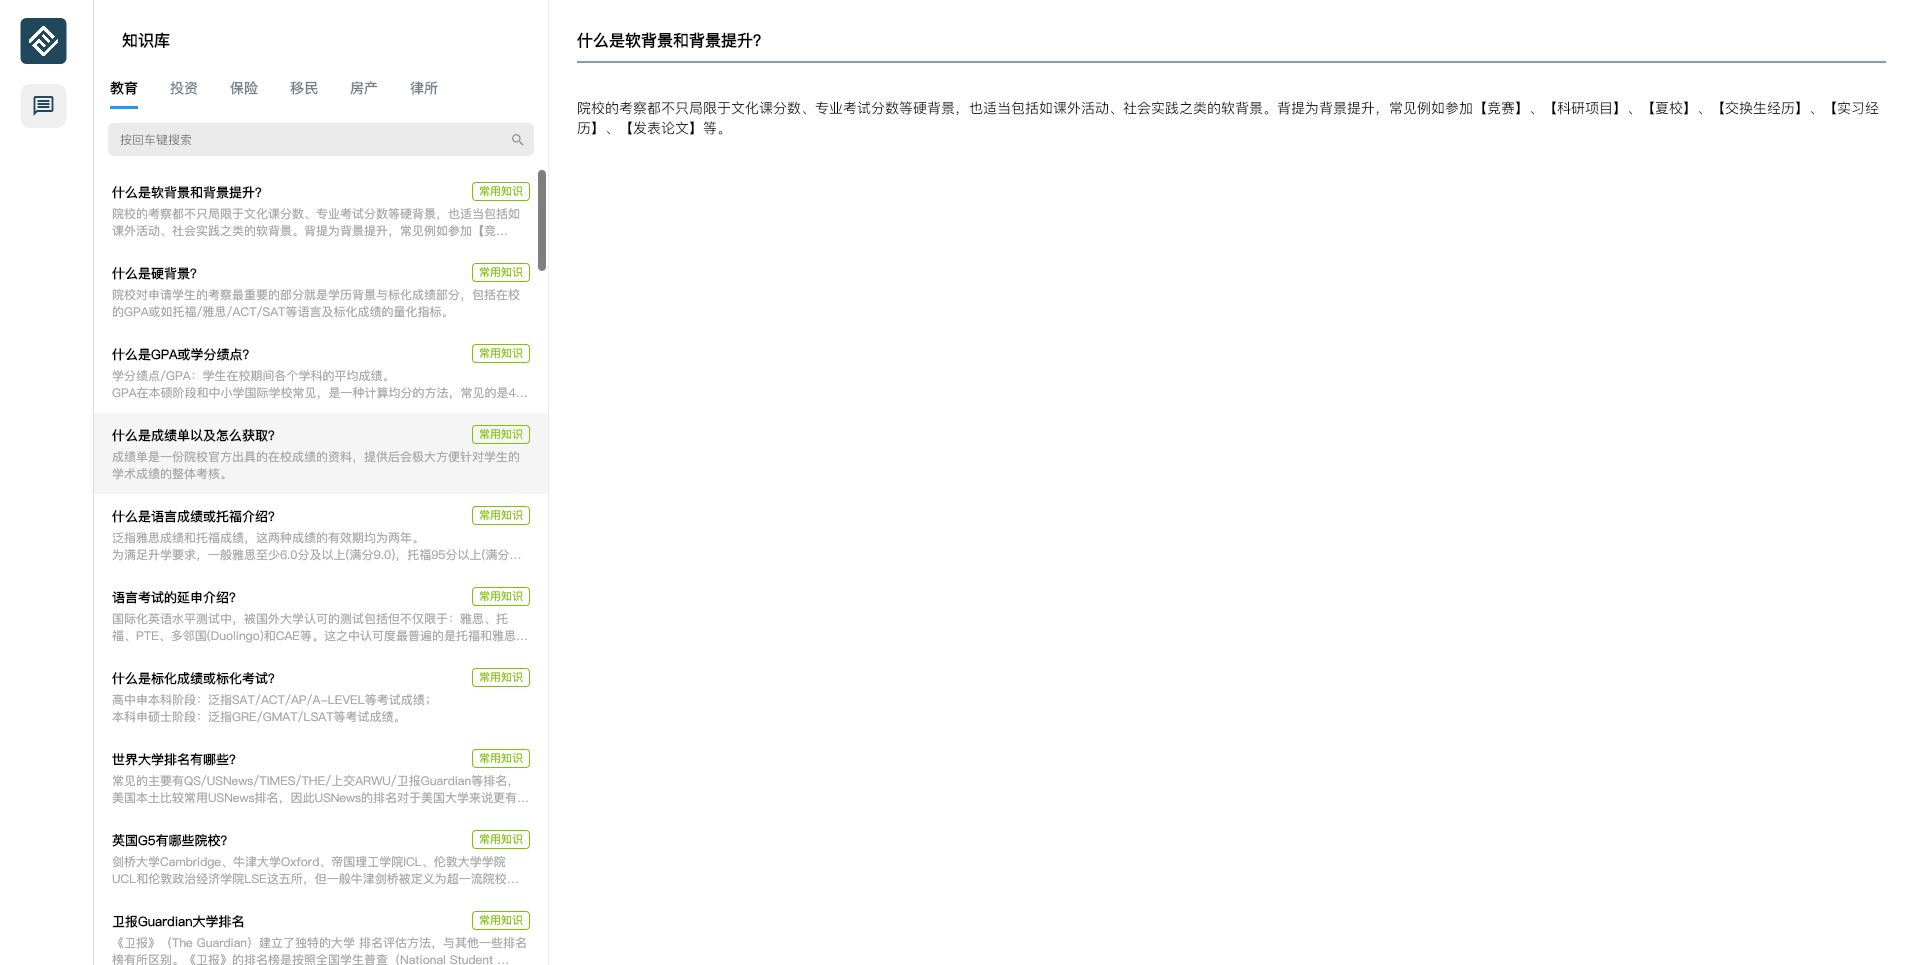 知识库
教育 投资 保险 移民 房产 律所
按回车键搜索
什么是软背景和背景提升？ 常用知识
院校的考察都不只局限于文化课分数、专业考试分数等硬背景，也适当包括如
课外活动、社会实践之类的软背景。背提为背景提升，常见例如参加【竞...
什么是硬背景？ 常用知识
院校对申请学生的考察最重要的部分就是学历背景与标化成绩部分，包括在校
的GPA或如托福/雅思/ACT/SAT等语言及标化成绩的量化指标。
什么是GPA或学分绩点？ 常用知识
学分绩点/GPA：学生在校期间各个学科的平均成绩。
GPA在本硕阶段和中小学国际学校常见，是一种计算均分的方法，常见的是4...
什么是成绩单以及怎么获取？ 常用知识
成绩单是一份院校官方出具的在校成绩的资料，提供后会极大方便针对学生的
学术成绩的整体考核。
什么是语言成绩或托福介绍？ 常用知识
泛指雅思成绩和托福成绩，这两种成绩的有效期均为两年。
为满足升学要求，一般雅思至少6.0分及以上(满分9.0)，托福95分以上(满分...
语言考试的延申介绍？ 常用知识
国际化英语水平测试中，被国外大学认可的测试包括但不仅限于：雅思、托
福、PTE、多邻国(Duolingo)和CAE等。这之中认可度最普遍的是托福和雅思...
什么是标化成绩或标化考试？ 常用知识
高中申本科阶段：泛指SAT/ACT/AP/A-LEVEL等考试成绩；
本科申硕士阶段：泛指GRE/GMAT/LSAT等考试成绩。
世界大学排名有哪些？ 常用知识
常见的主要有QS/USNews/TIMES/THE/上交ARWU/卫报Guardian等排名，
美国本土比较常用USNews排名，因此USNews的排名对于美国大学来说更有...
英国G5有哪些院校？ 常用知识
剑桥大学Cambridge、牛津大学Oxford、帝国理工学院ICL、伦敦大学学院
UCL和伦敦政治经济学院LSE这五所，但一般牛津剑桥被定义为超一流院校...
卫报Guardian大学排名 常用知识
《卫报》（The Guardian）建立了独特的大学 排名评估方法，与其他一些排名
榜有所区别。《卫报》的排名榜是按照全国学生普查（National Student ...
什么是软背景和背景提升？
院校的考察都不只局限于文化课分数、专业考试分数等硬背景，也适当包括如课外活动、社会实践之类的软背景。背提为背景提升，常见例如参加【竞赛】、【科研项目】、【夏校】、【交换生经历】、【实习经
历】、【发表论文】等。